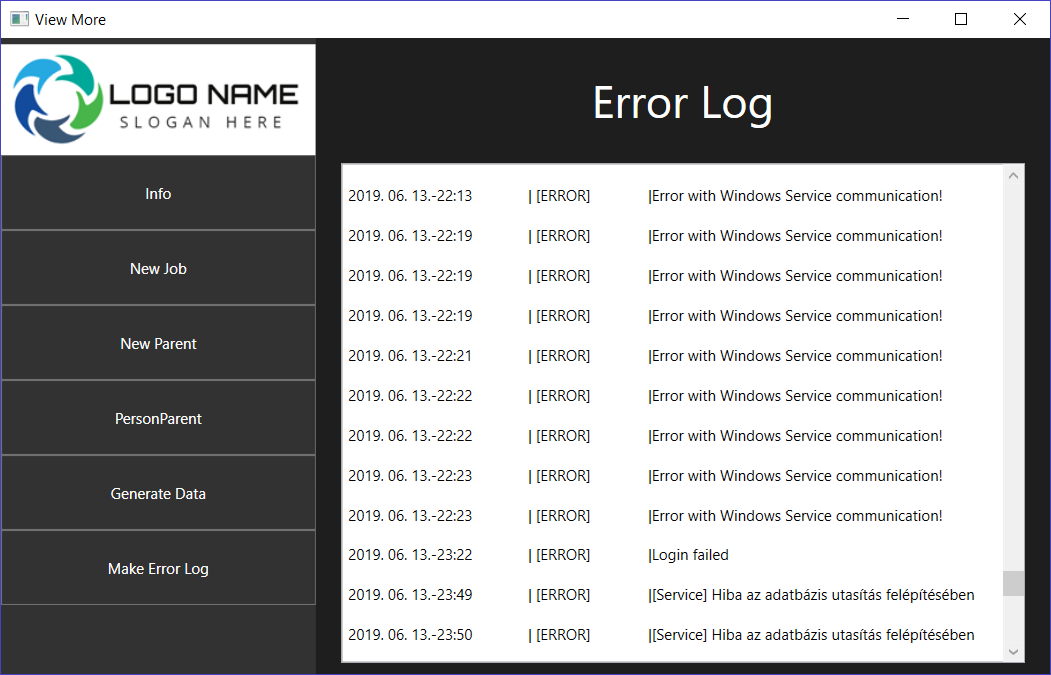 View More
LOGO NAME
SLOGAN HERE
Info
New Job
New Parent
PersonParent
Generate Data
Make Error Log
Error Log
2019. 06. 13.-22:13 | [ERROR] |Error with Windows Service communication!
2019. 06. 13.-22:19 | [ERROR] |Error with Windows Service communication!
2019. 06. 13.-22:19 | [ERROR] |Error with Windows Service communication!
2019. 06. 13.-22:19 | [ERROR] |Error with Windows Service communication!
2019. 06. 13.-22:21 | [ERROR] |Error with Windows Service communication!
2019. 06. 13.-22:22 | [ERROR] |Error with Windows Service communication!
2019. 06. 13.-22:22 | [ERROR] |Error with Windows Service communication!
2019. 06. 13.-22:23 | [ERROR] |Error with Windows Service communication!
2019. 06. 13.-22:23 | [ERROR] |Error with Windows Service communication!
2019. 06. 13.-23:22 | [ERROR] |Login failed
2019. 06. 13.-23:49 | [ERROR] |[Service] Hiba az adatbázis utasítás felépítésében
2019. 06. 13.-23:50 | [ERROR] |[Service] Hiba az adatbázis utasítás felépítésében